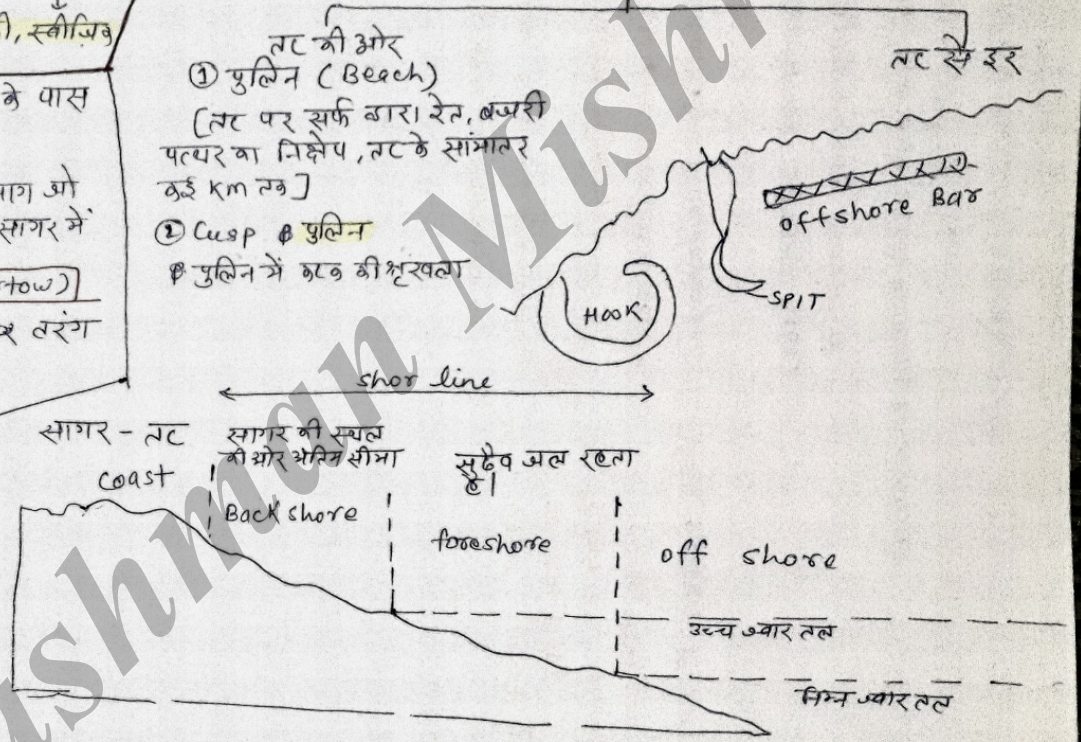 स्वीज़िव
के पास
भाग जो
सागर में
तरंग
तट की ओर
① पुलिन (Beach)
[तट पर सर्फ द्वारा रेत, बजरी
पत्थर का निक्षेप, तट के सांमातर
कई Km तक]
② Cusp पुलिन
पुलिन में कटक की श्रृंखला
तट से दूर
offshore Bar
SPIT
HOOK
shor line
सागर - तट
coast
सागर की स्थल
की ओर अंतिम सीमा
सदैव जल रहता
है।
Back shore
foreshore
off shore
उच्च ज्वार तल
निम्न ज्वार तल
Ashman Mishr